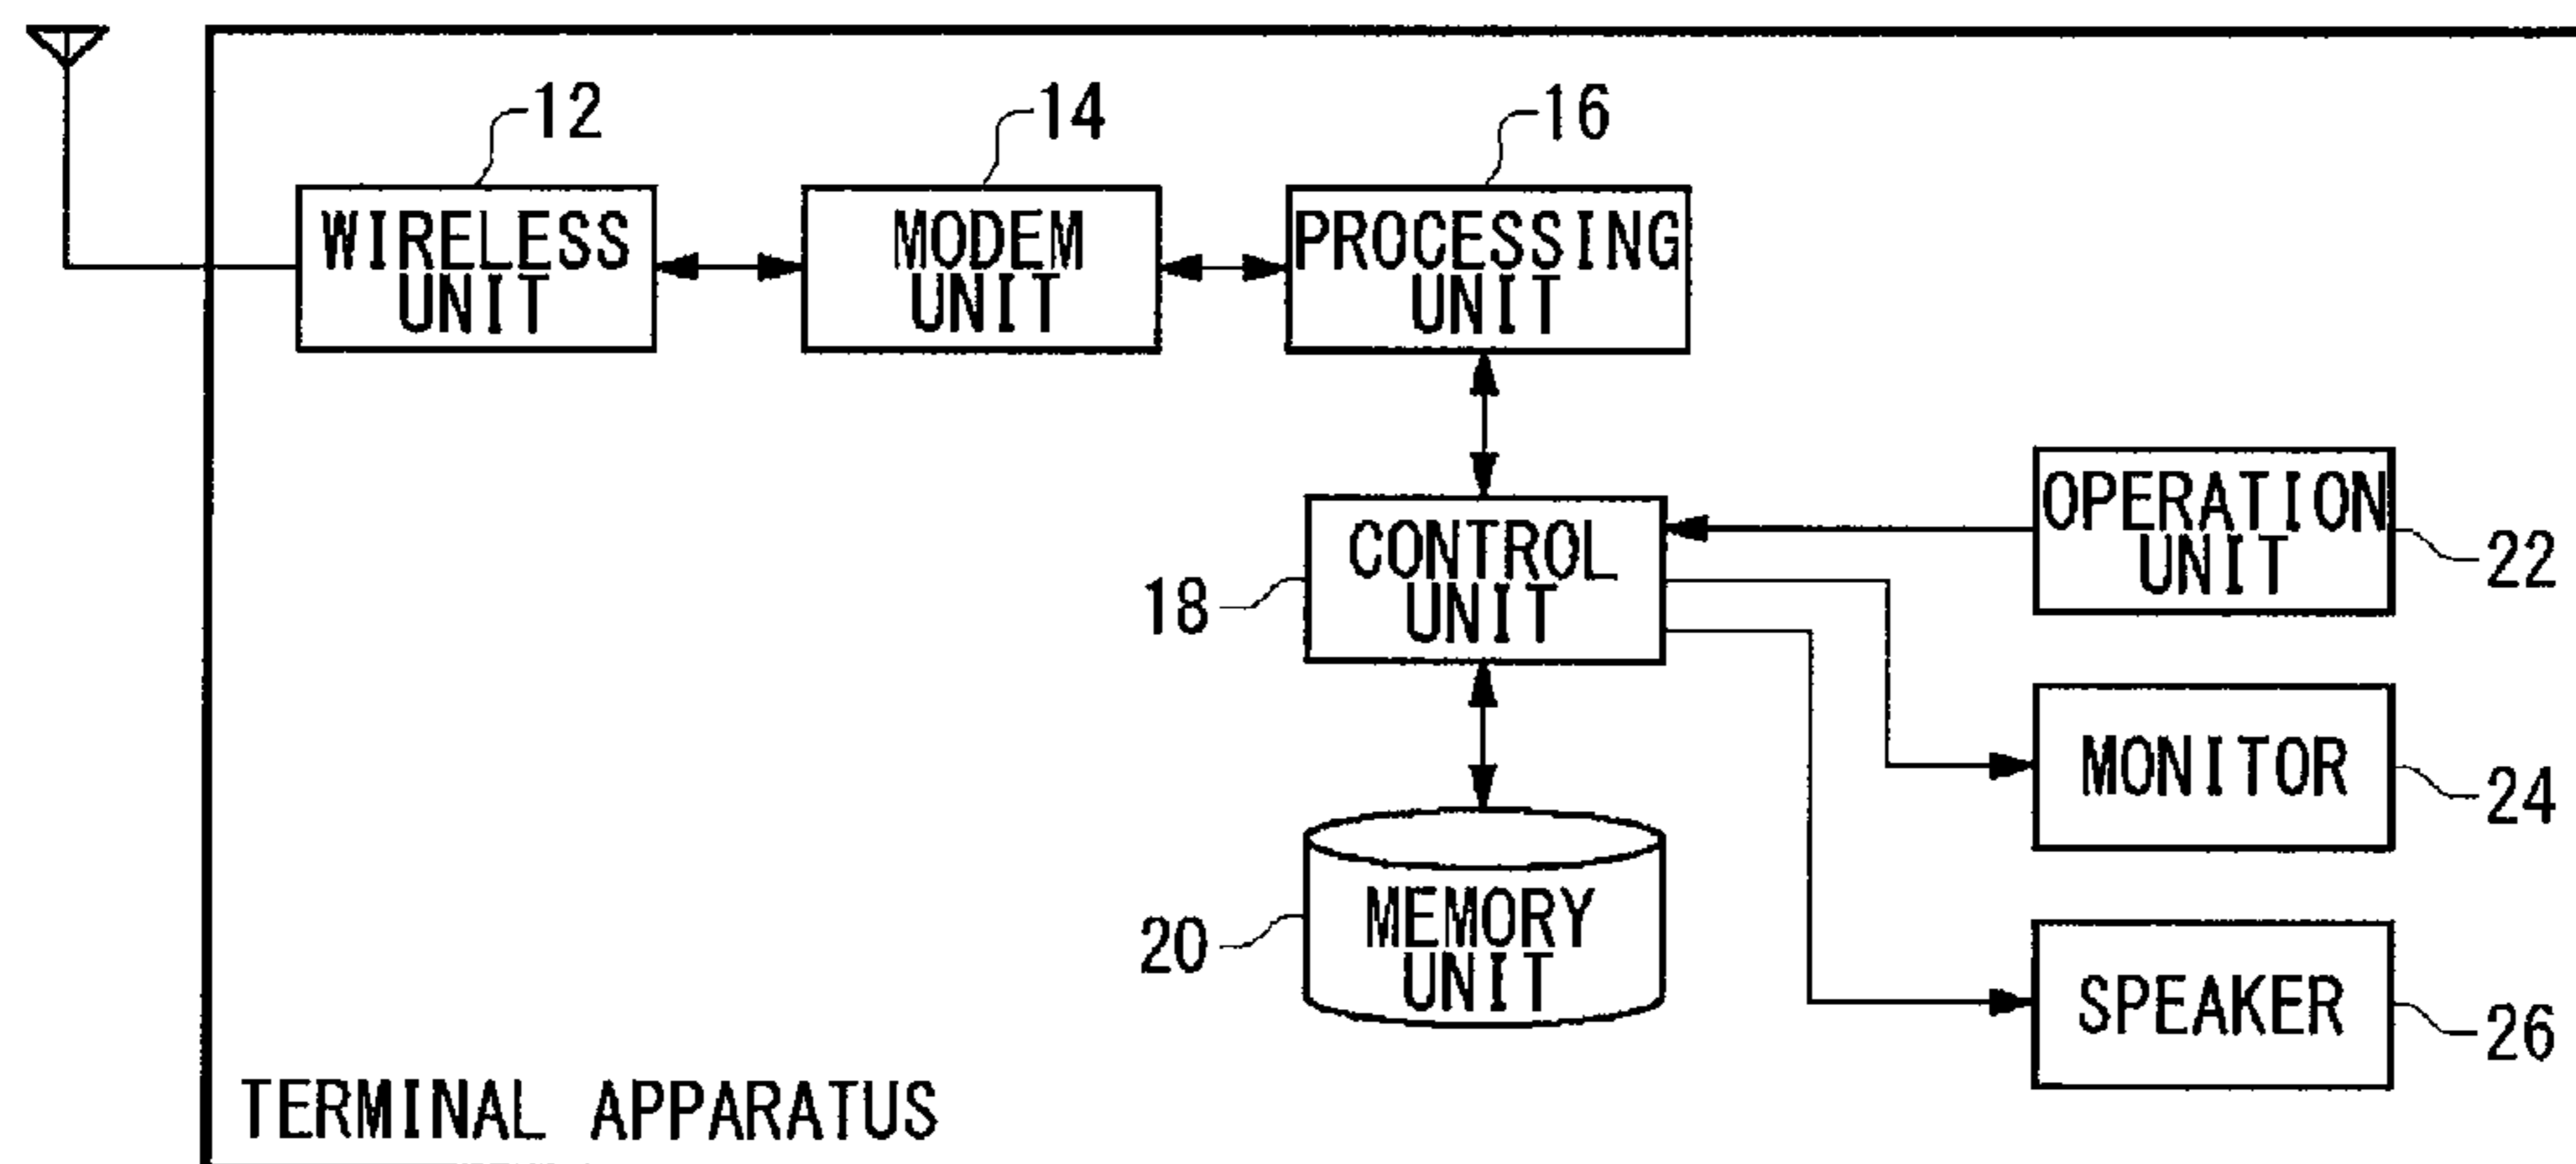 12
14
16
WIRELESS
UNIT
MODEM
UNIT
PROCESSING
UNIT
OPERATION
UNIT
22
CONTROL
UNIT
18
MONITOR
24
MEMORY
UNIT
20
SPEAKER
26
TERMINAL APPARATUS